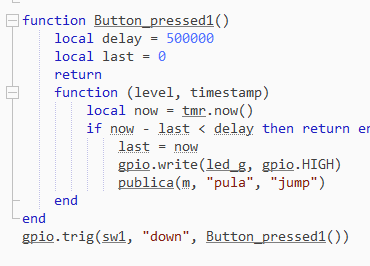 function Button_pressed1()
local delay = 500000
local last = 0
return
function (level, timestamp)
local now = tmr.now()
if now - last < delay then return en
last = now
gpio.write(led_g, gpio.HIGH)
publica(m, "pula", "jump")
end
end
gpio.trig(sw1, "down", Button_pressed1())